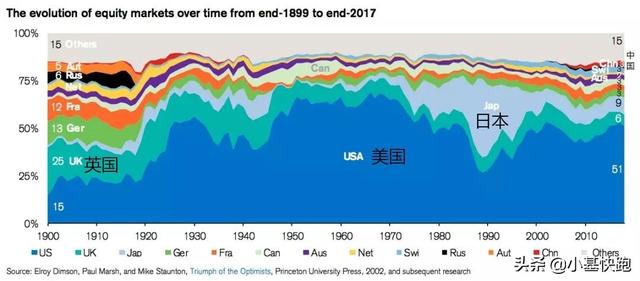 The evolution of equity markets over time from end-1899 to end-2017
100%
75%
50%
25%
0%
15 Others
5 Aut
6 Rus
Net
12 Fra
13 Ger
25 UK 英国
15
Can
USA 美国
Jap
日本
Chn
Swi
Aus
15
中国
3
3
9
6
51
1900 1910 1920 1930 1940 1950 1960 1970 1980 1990 2000 2010
US UK Jap Ger Fra Can Aus Net Swi Rus Aut Chn Others
Source: Elroy Dimson, Paul Marsh, and Mike Staunton, Triumph of the Optimists, Princeton University Press, 2002, and subsequent research
头条 @小基快跑